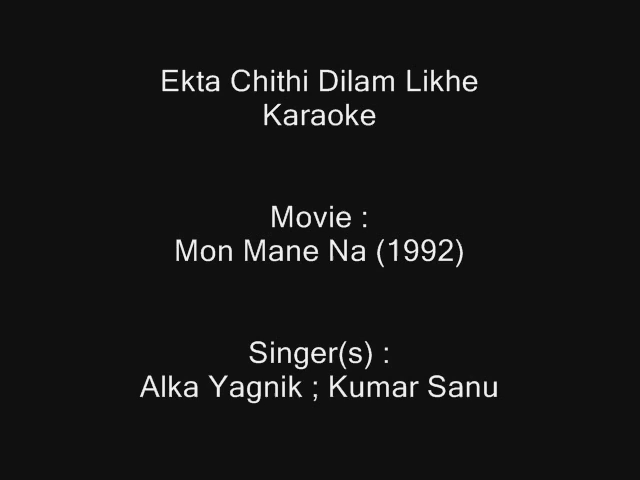 Ekta Chithi Dilam Likhe
Karaoke
Movie :
Mon Mane Na (1992)
Singer(s) :
Alka Yagnik ; Kumar Sanu